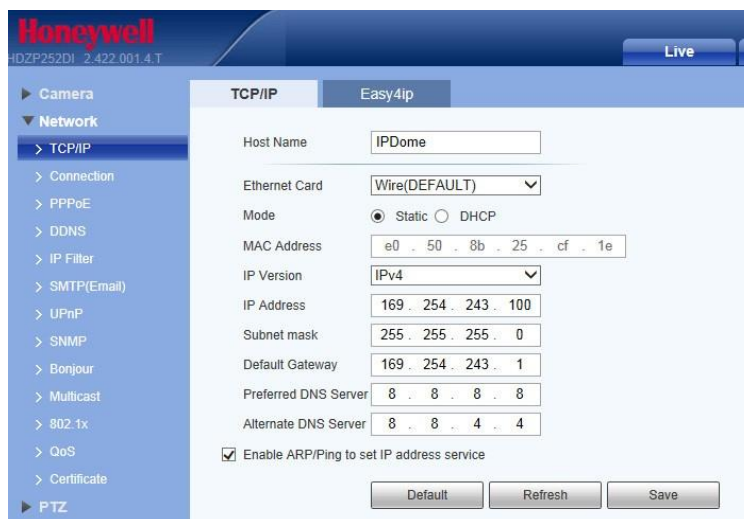 Honeywell
HDZP252DI 2.422.001.4.T
Live
Camera
Network
TCP/IP
Connection
PPPoE
DDNS
IP Filter
SMTP(Email)
UPnP
SNMP
Bonjour
Multicast
802.1x
QoS
Certificate
PTZ
TCP/IP Easy4ip
Host Name IPDome
Ethernet Card Wire(DEFAULT)
Mode Static DHCP
MAC Address e0 . 50 . 8b . 25 . cf . 1e
IP Version IPv4
IP Address 169 . 254 . 243 . 100
Subnet mask 255 . 255 . 255 . 0
Default Gateway 169 . 254 . 243 . 1
Preferred DNS Server 8 . 8 . 8 . 8
Alternate DNS Server 8 . 8 . 4 . 4
Enable ARP/Ping to set IP address service
Default Refresh Save